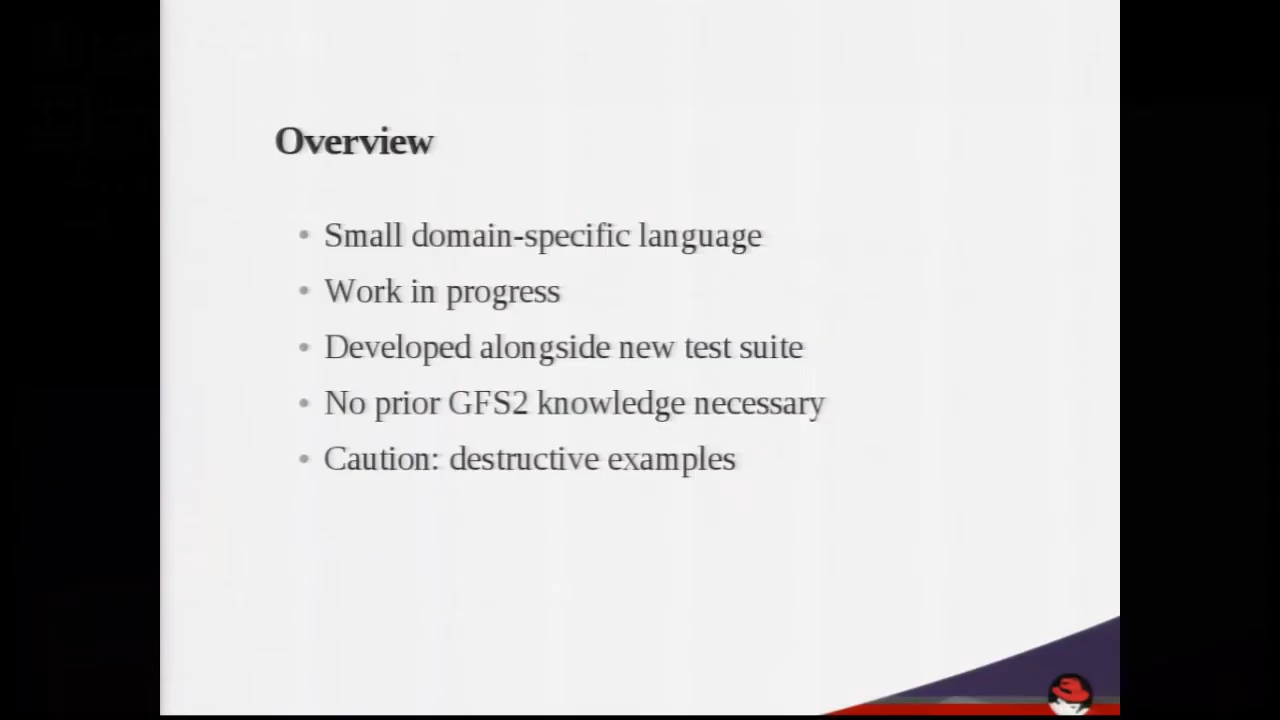 Overview
• Small domain-specific language
• Work in progress
• Developed alongside new test suite
• No prior GFS2 knowledge necessary
• Caution: destructive examples